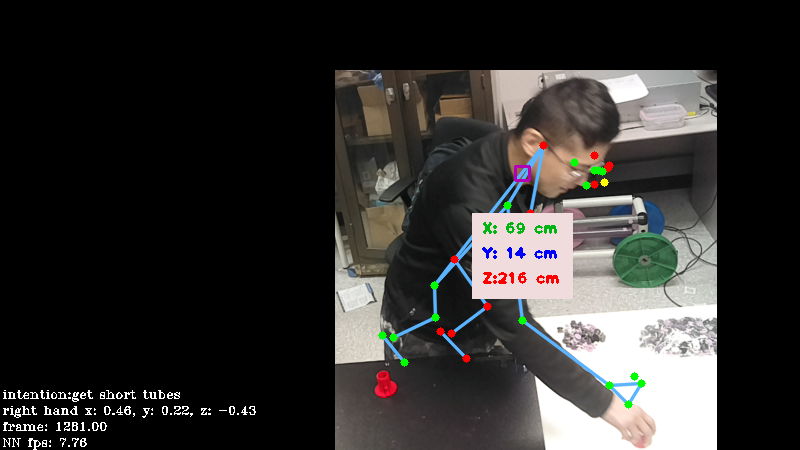 X: 69 cm
Y: 14 cm
Z:216 cm
intention:get short tubes
right hand x: 0.46, y: 0.22, z: -0.43
frame: 1281.00
NN fps: 7.76